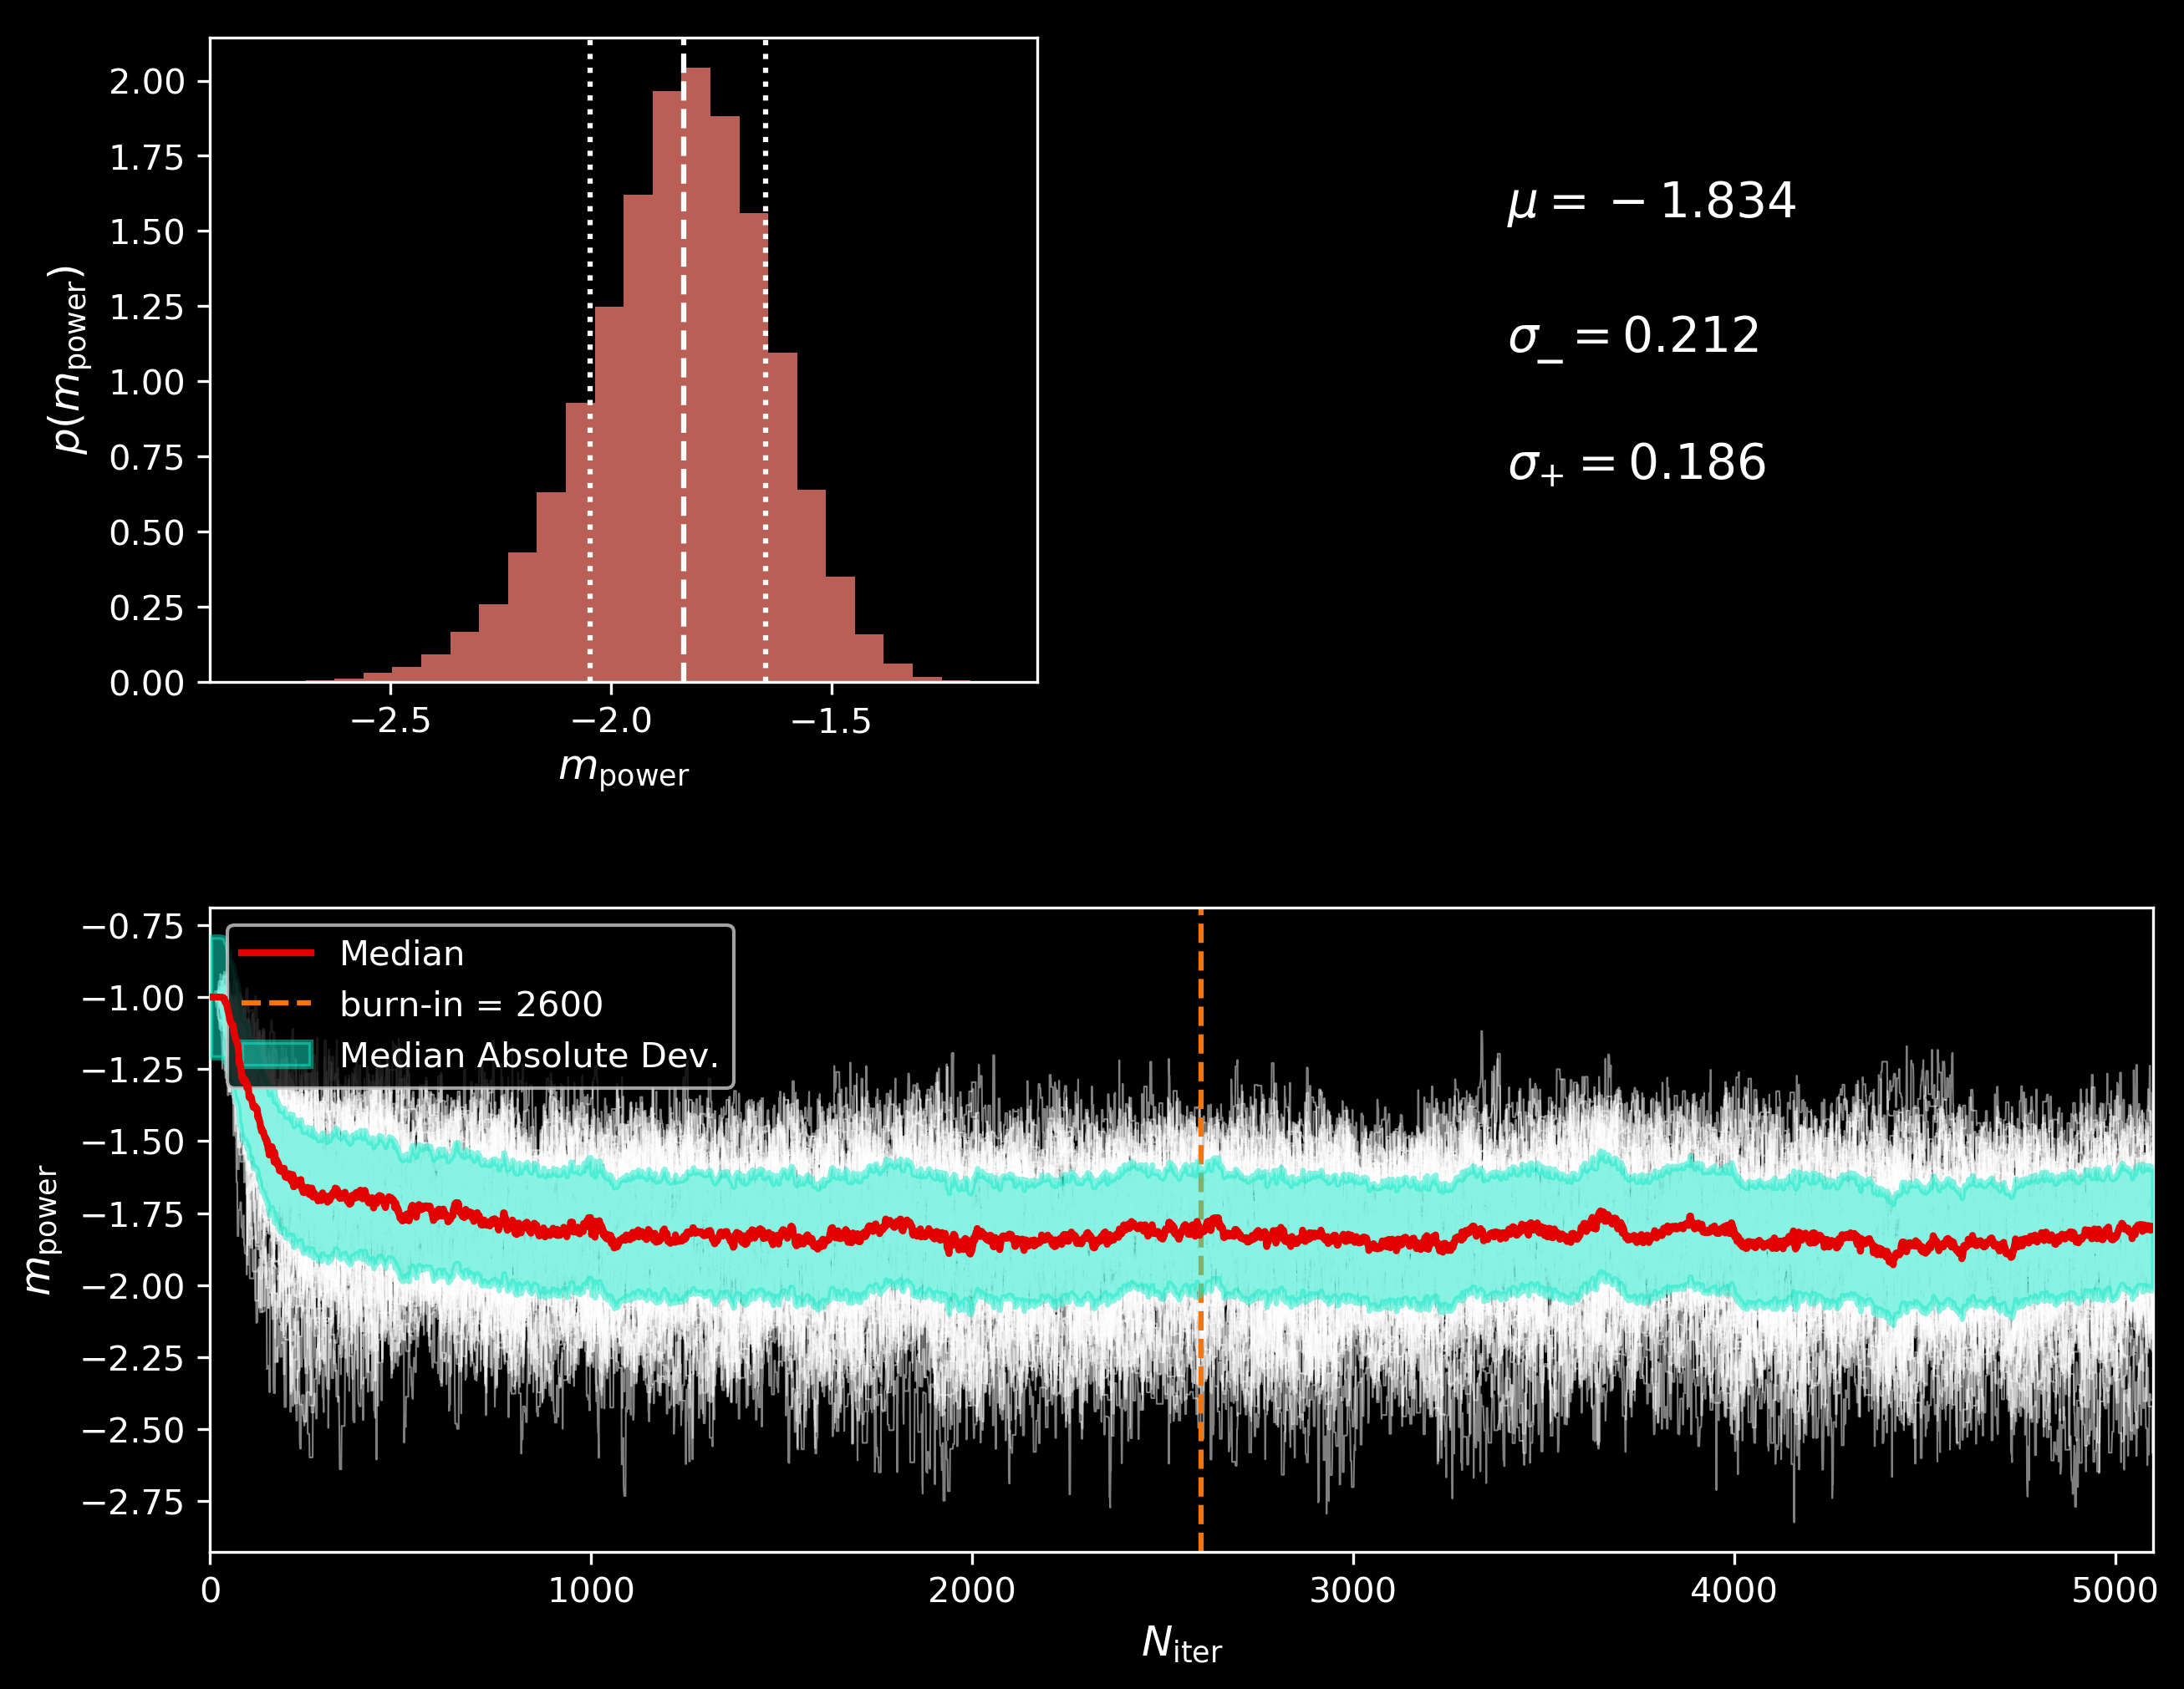 2.00
1.75
1.50
1.25
1.00
0.75
0.50
0.25
0.00
p(m_power)
−2.5 −2.0 −1.5
m_power
μ = −1.834
σ_− = 0.212
σ_+ = 0.186
−0.75
−1.00
−1.25
−1.50
−1.75
−2.00
−2.25
−2.50
−2.75
m_power
Median
burn-in = 2600
Median Absolute Dev.
0 1000 2000 3000 4000 5000
N_iter